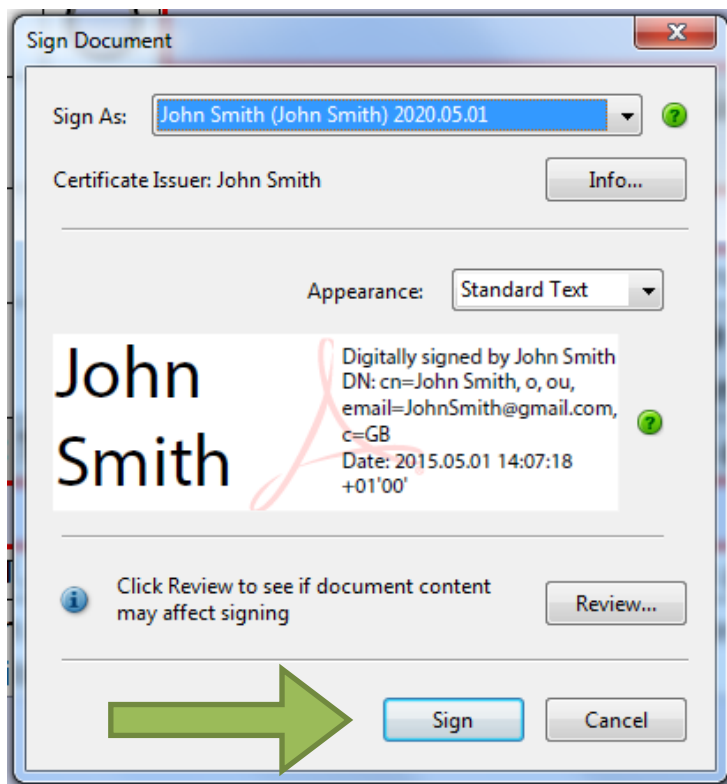 Sign Document
Sign As: John Smith (John Smith) 2020.05.01
Certificate Issuer: John Smith Info...
Appearance: Standard Text
John
Smith
Digitally signed by John Smith
DN: cn=John Smith, o, ou,
email=JohnSmith@gmail.com,
c=GB
Date: 2015.05.01 14:07:18
+01'00'
Click Review to see if document content
may affect signing
Review...
Sign Cancel